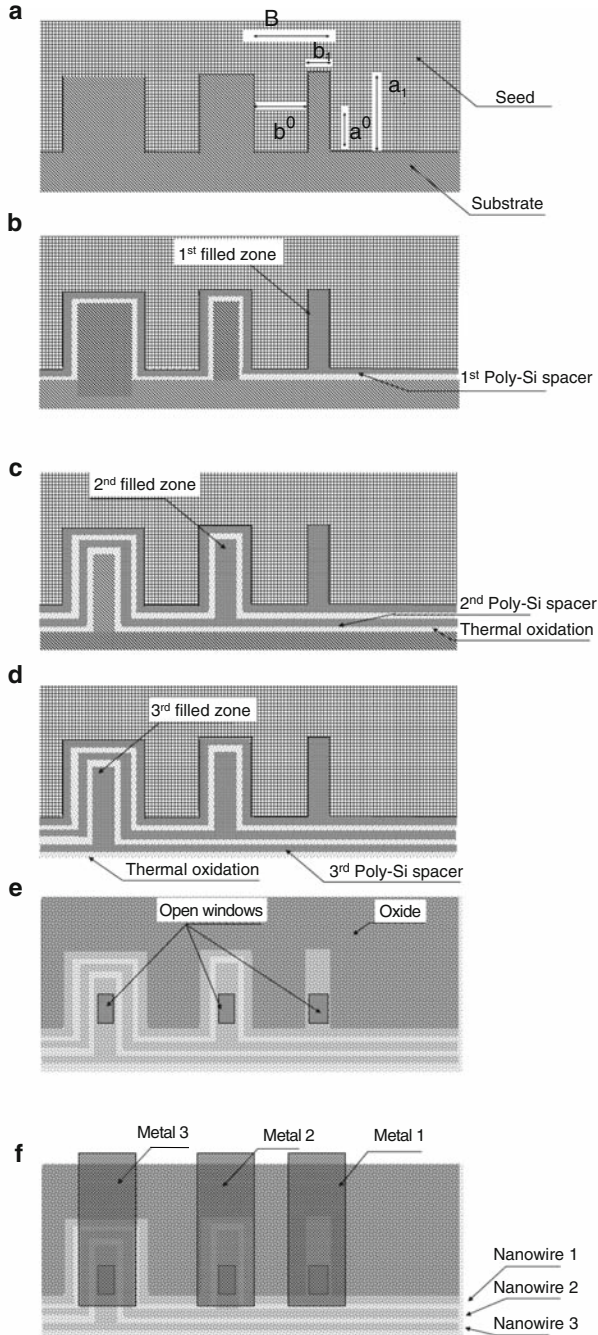 a
B
b₁
a₁
b⁰
a⁰
Seed
Substrate
b
1st filled zone
1st Poly-Si spacer
c
2nd filled zone
2nd Poly-Si spacer
Thermal oxidation
d
3rd filled zone
Thermal oxidation
3rd Poly-Si spacer
e
Open windows
Oxide
f
Metal 3
Metal 2
Metal 1
Nanowire 1
Nanowire 2
Nanowire 3